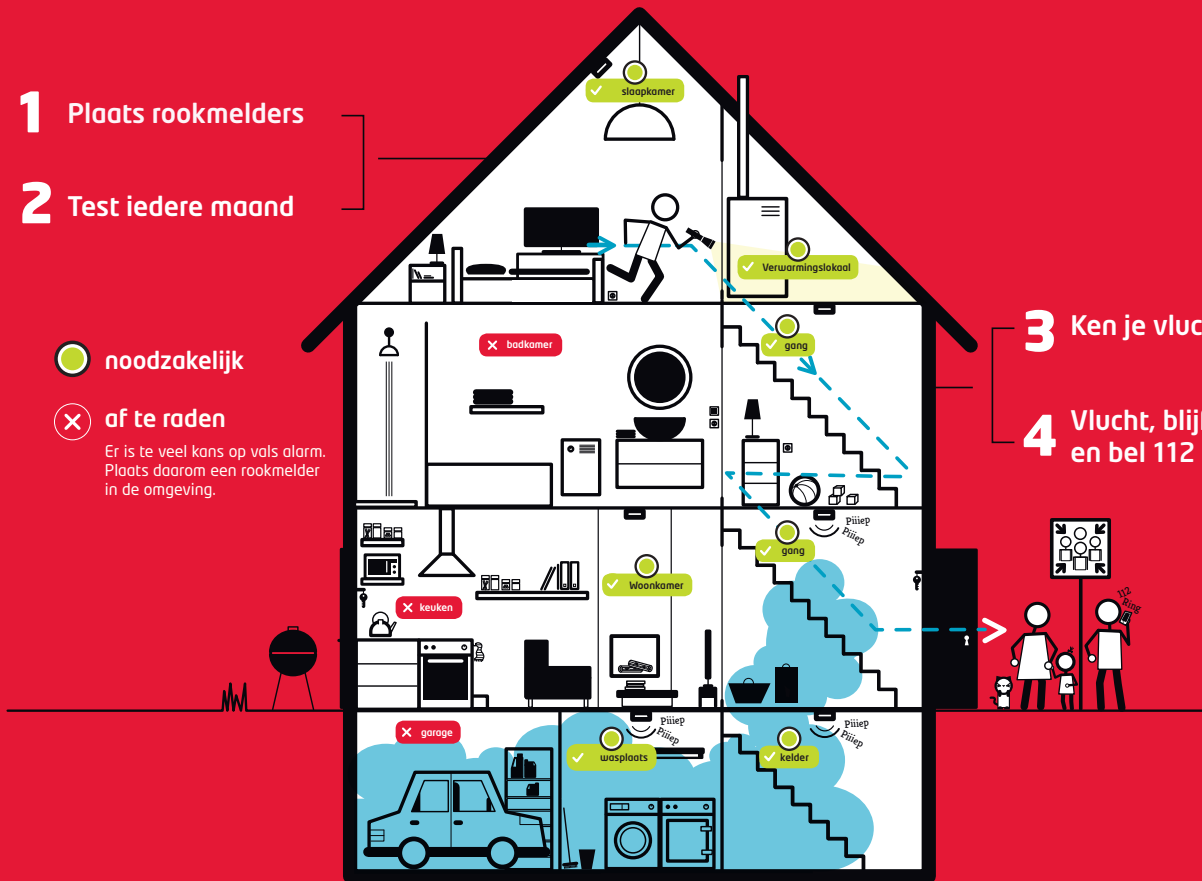 1 Plaats rookmelders
2 Test iedere maand
noodzakelijk
af te raden
Er is te veel kans op vals alarm.
Plaats daarom een rookmelder
in de omgeving.
slaapkamer
Verwarmingslokaal
badkamer
gang
keuken
Woonkamer
gang
Piiiep
Piiiep
garage
wasplaats
Piiiep
Piiiep
kelder
Piiiep
Piiiep
3 Ken je vluc
4 Vlucht, blij
en bel 112
112
Ring